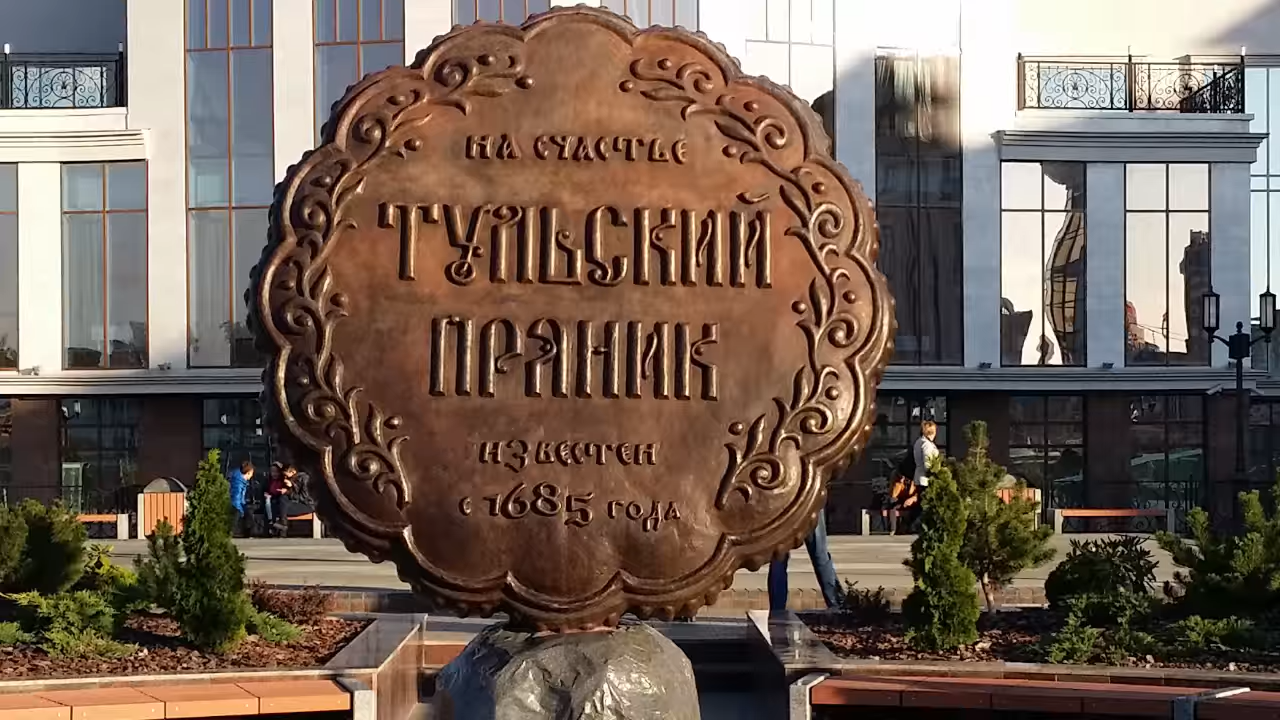 НА СЧАСТЬЕ
ТУЛЬСКИЙ
ПРЯНИК
ИЗВЕСТЕН
С 1685 ГОДА